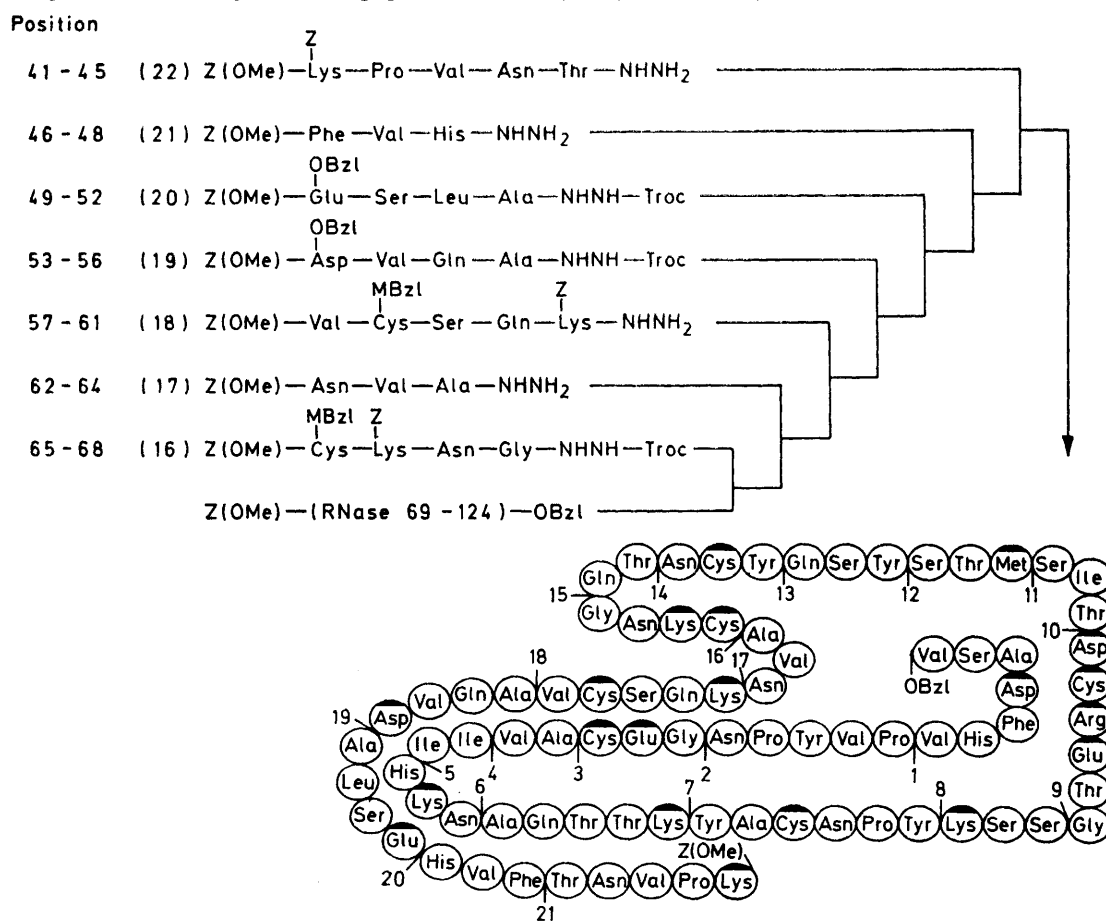 Position
Z
41 - 45 (22) Z(OMe)—Lys—Pro—Val—Asn—Thr—NHNH2
46 - 48 (21) Z(OMe)—Phe—Val—His—NHNH2
OBzl
49 - 52 (20) Z(OMe)—Glu—Ser—Leu—Ala—NHNH—Troc
OBzl
53 - 56 (19) Z(OMe)—Asp—Val—Gln—Ala—NHNH—Troc
MBzl Z
57 - 61 (18) Z(OMe)—Val—Cys—Ser—Gln—Lys—NHNH2
62 - 64 (17) Z(OMe)—Asn—Val—Ala—NHNH2
MBzl Z
65 - 68 (16) Z(OMe)—Cys—Lys—Asn—Gly—NHNH—Troc
Z(OMe)—(RNase 69 -124)—OBzl
Gln Thr Asn Cys Tyr Gln Ser Tyr Ser Thr Met Ser Ile
15 14 13 12 11
Gly Asn Lys Cys Ala Thr
16 10
Val Val Ser Ala Asp
18 17 OBzl
Asp Val Gln Ala Val Cys Ser Gln Lys Asn Asp Cys
19
Ala Ile Ile Val Ala Cys Glu Gly Asn Pro Tyr Val Pro Val His Phe Arg
5 4 3 2 1
Leu His Glu
6 7 8 9
Ser Lys Asn Ala Gln Thr Thr Lys Tyr Ala Cys Asn Pro Tyr Lys Ser Ser Gly Thr
Z(OMe)
Glu His Val Phe Thr Asn Val Pro Lys
20 21